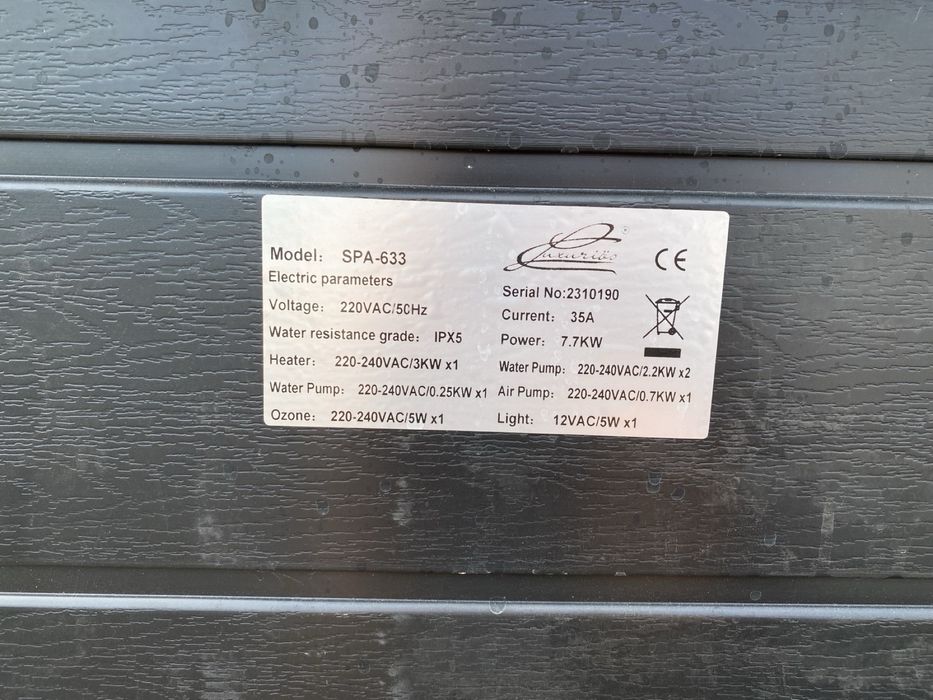 Model: SPA-633
Electric parameters
Voltage: 220VAC/50Hz
Water resistance grade: IPX5
Heater: 220-240VAC/3KW x1
Water Pump: 220-240VAC/0.25KW x1
Ozone: 220-240VAC/5W x1
Luxuriös ®
CE
Serial No:2310190
Current: 35A
Power: 7.7KW
Water Pump: 220-240VAC/2.2KW x2
Air Pump: 220-240VAC/0.7KW x1
Light: 12VAC/5W x1